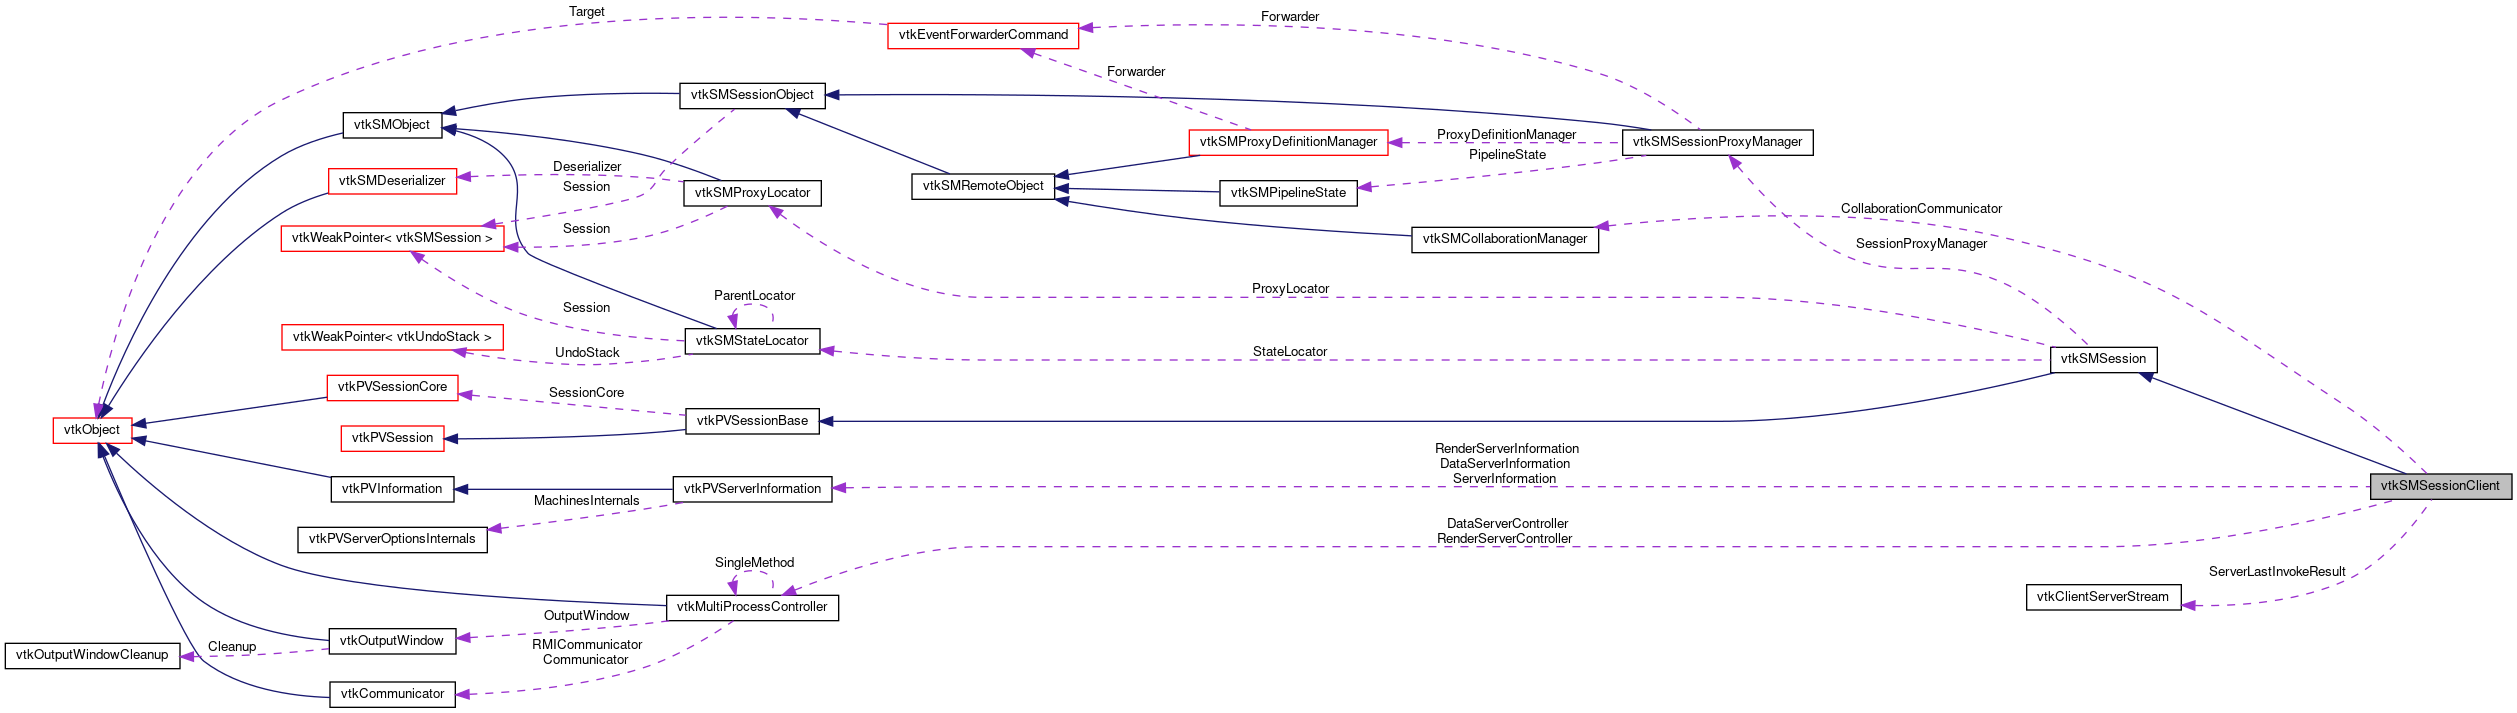 Target
vtkEventForwarderCommand
Forwarder
Forwarder
vtkSMSessionObject
vtkSMObject
ProxyDefinitionManager
vtkSMProxyDefinitionManager
vtkSMSessionProxyManager
PipelineState
Deserializer
vtkSMDeserializer
Session
vtkSMProxyLocator
vtkSMRemoteObject
vtkSMPipelineState
CollaborationCommunicator
vtkWeakPointer< vtkSMSession >
Session
vtkSMCollaborationManager
SessionProxyManager
ProxyLocator
ParentLocator
Session
vtkWeakPointer< vtkUndoStack >
vtkSMStateLocator
UndoStack
StateLocator
vtkSMSession
vtkPVSessionCore
SessionCore
vtkObject
vtkPVSession
vtkPVSessionBase
RenderServerInformation
DataServerInformation
ServerInformation
vtkPVInformation
vtkPVServerInformation
vtkSMSessionClient
MachinesInternals
vtkPVServerOptionsInternals
DataServerController
RenderServerController
SingleMethod
ServerLastInvokeResult
vtkClientServerStream
vtkMultiProcessController
OutputWindow
vtkOutputWindow
Cleanup
vtkOutputWindowCleanup
RMICommunicator
Communicator
vtkCommunicator